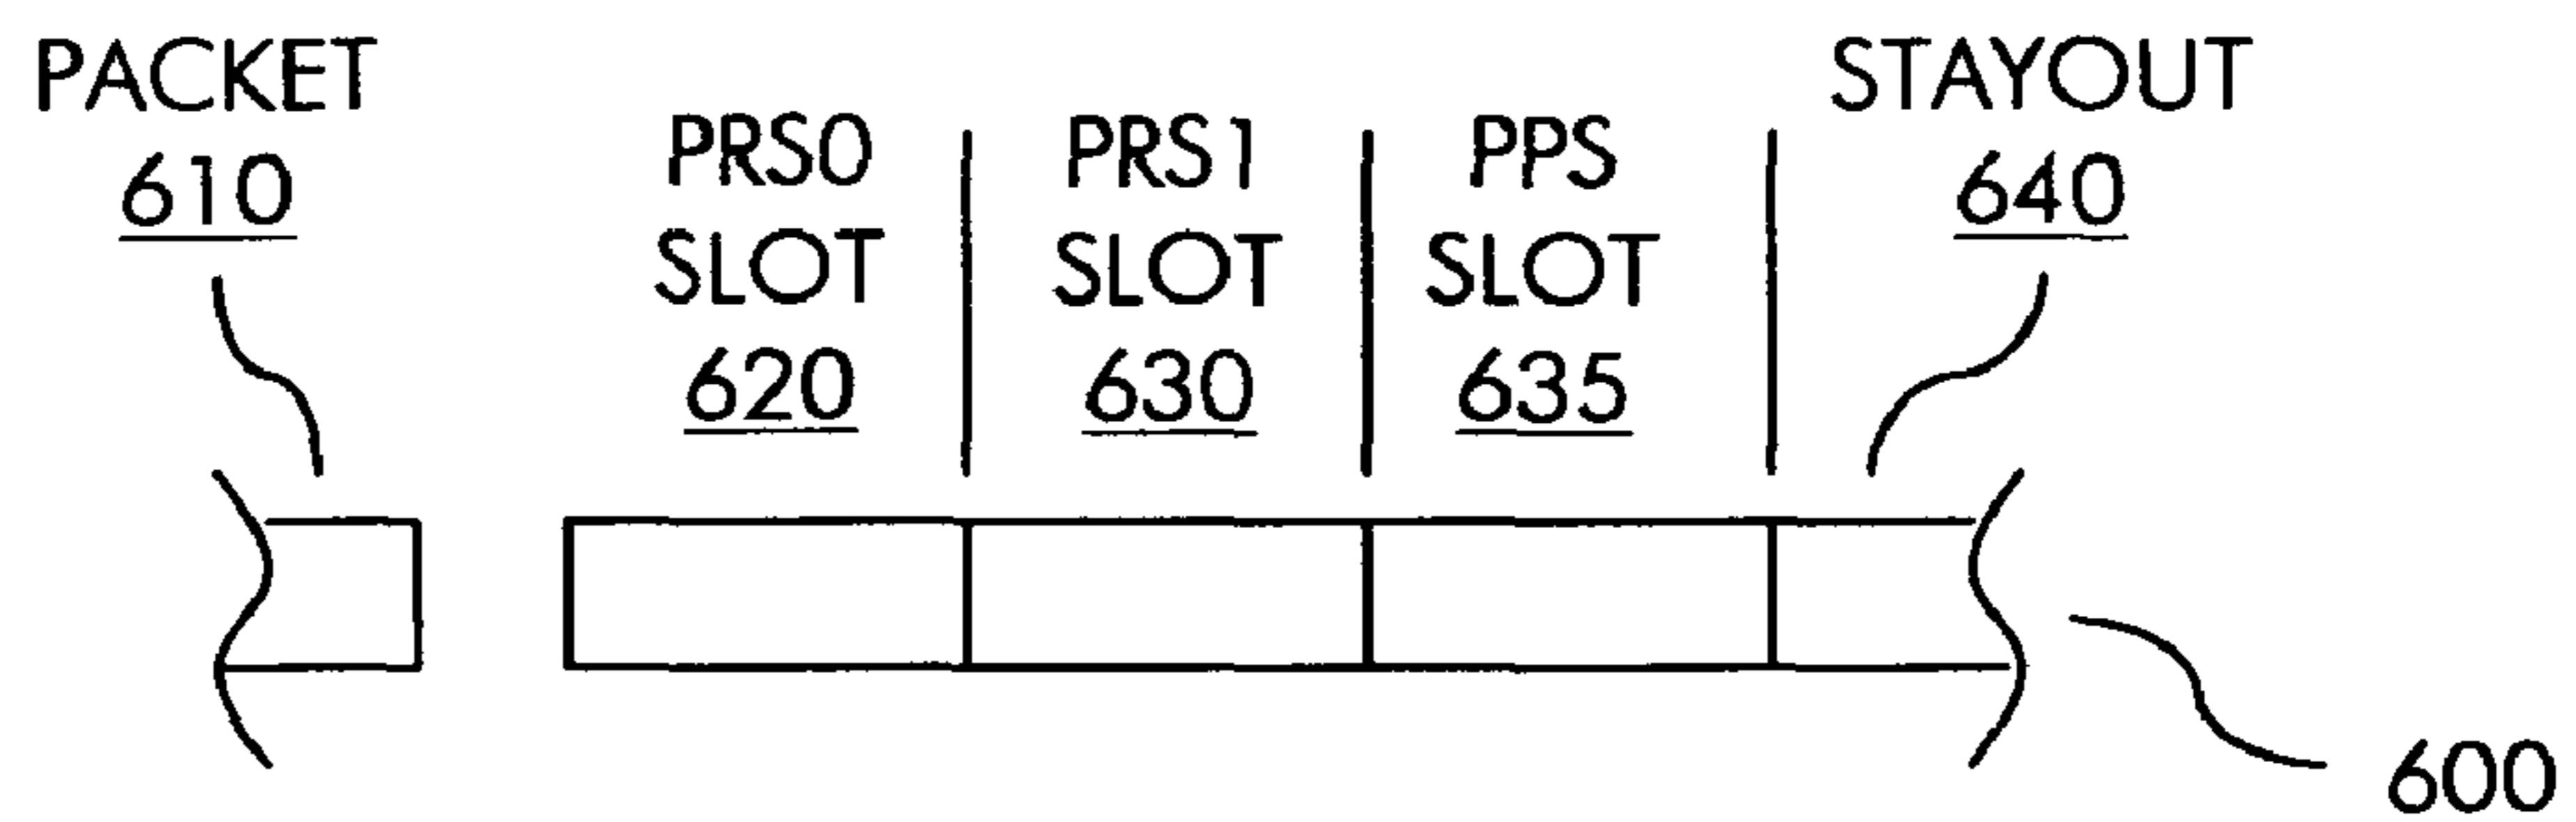 PACKET
610
PRS0
SLOT
620
PRS1
SLOT
630
PPS
SLOT
635
STAYOUT
640
600